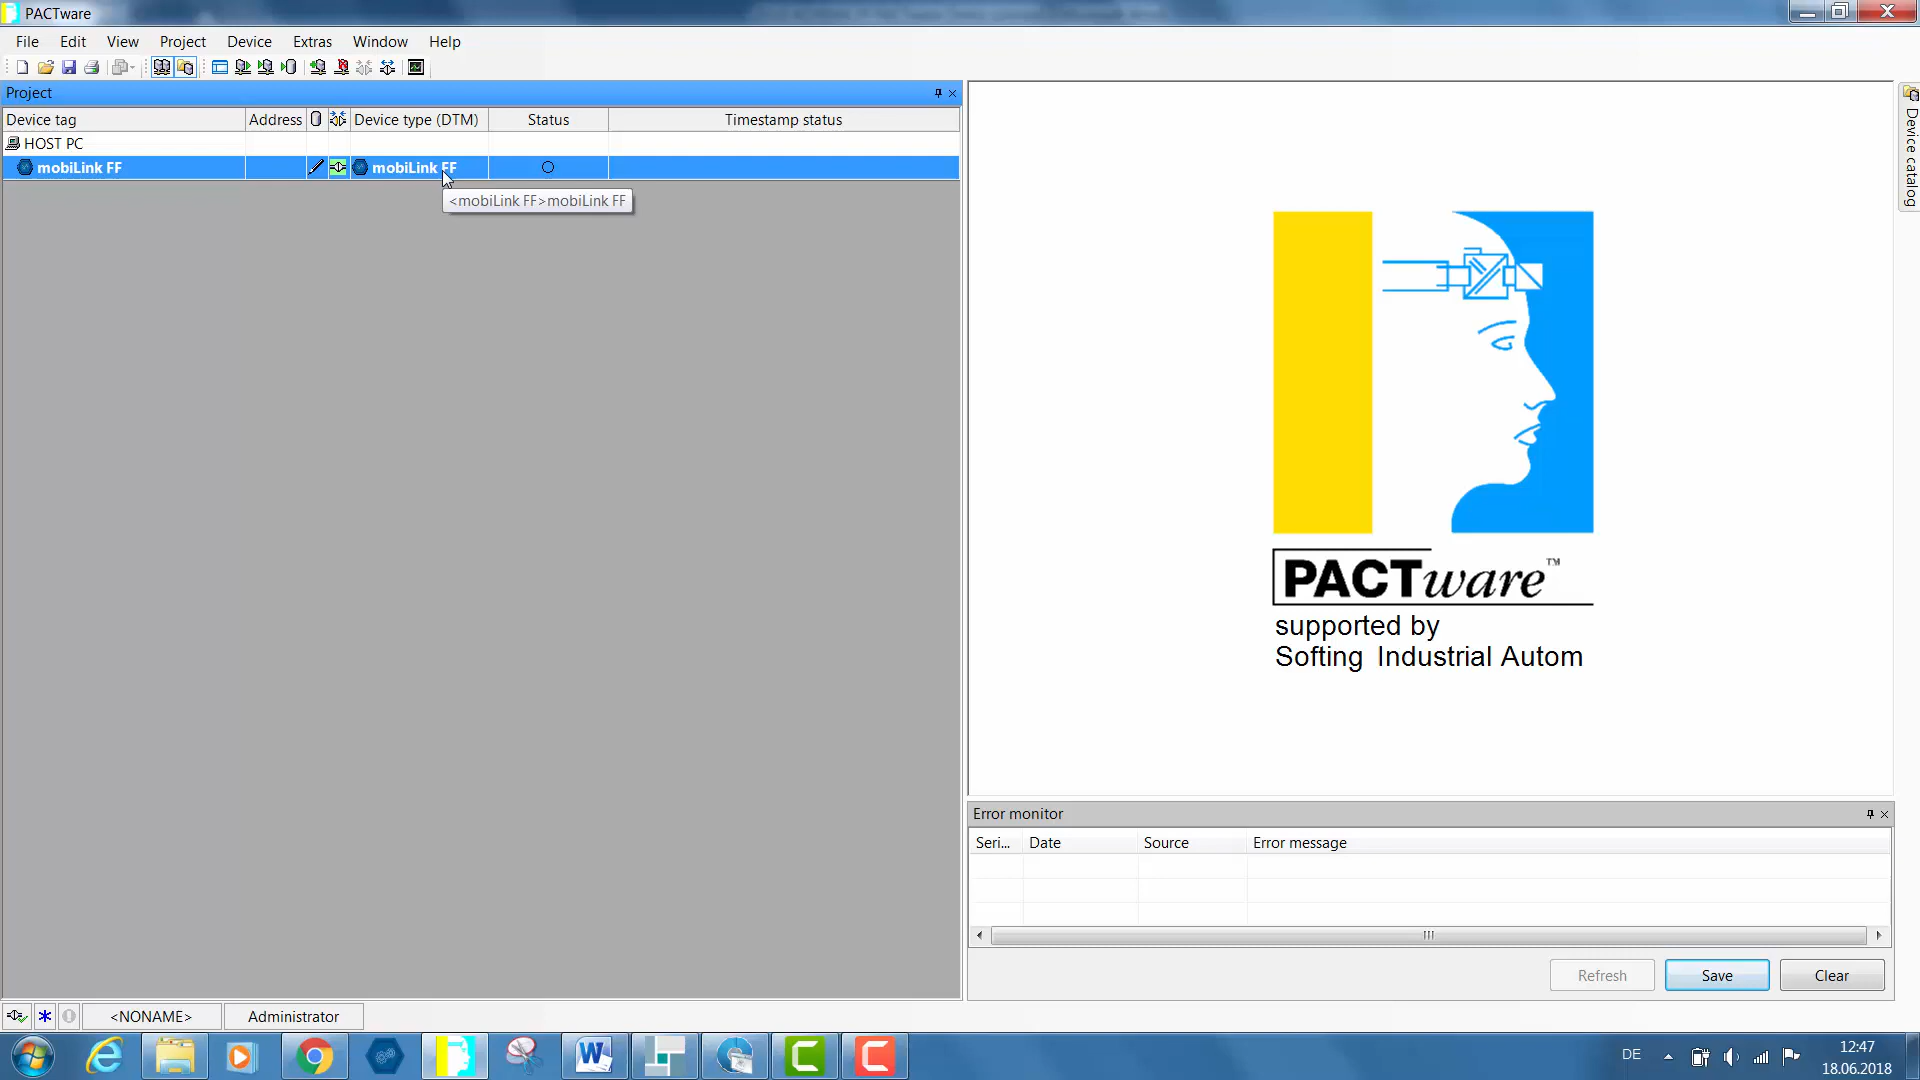 PACTware
File Edit View Project Device Extras Window Help
Project
Device tag Address Device type (DTM) Status Timestamp status
HOST PC
mobiLink FF mobiLink FF
<mobiLink FF>mobiLink FF
Device catalog
PACTware™
supported by
Softing Industrial Autom
Error monitor
Seri... Date Source Error message
Refresh Save Clear
<NONAME> Administrator
DE
12:47
18.06.2018